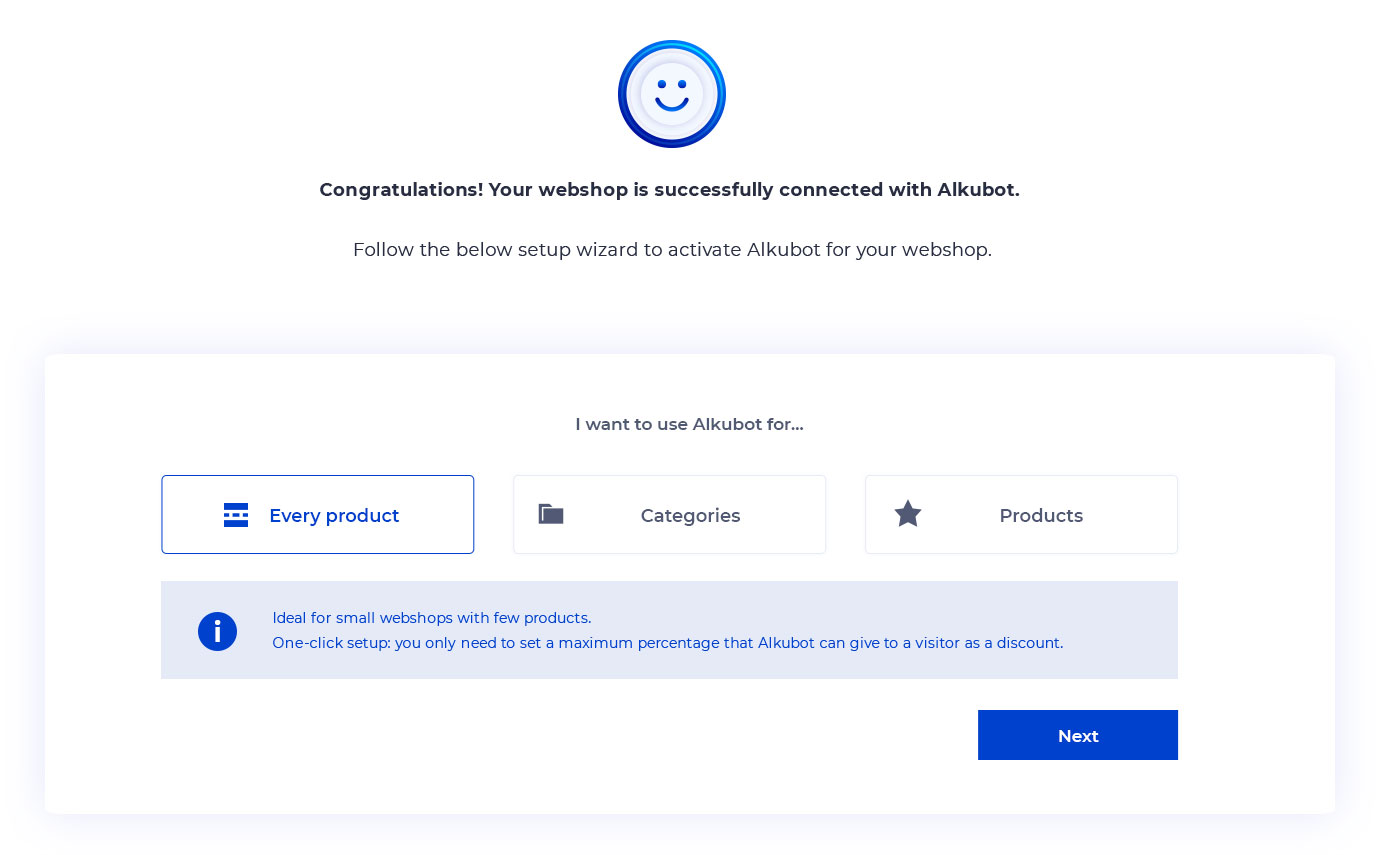 Congratulations! Your webshop is successfully connected with Alkubot.
Follow the below setup wizard to activate Alkubot for your webshop.
I want to use Alkubot for...
Every product
Categories
Products
Ideal for small webshops with few products.
One-click setup: you only need to set a maximum percentage that Alkubot can give to a visitor as a discount.
Next